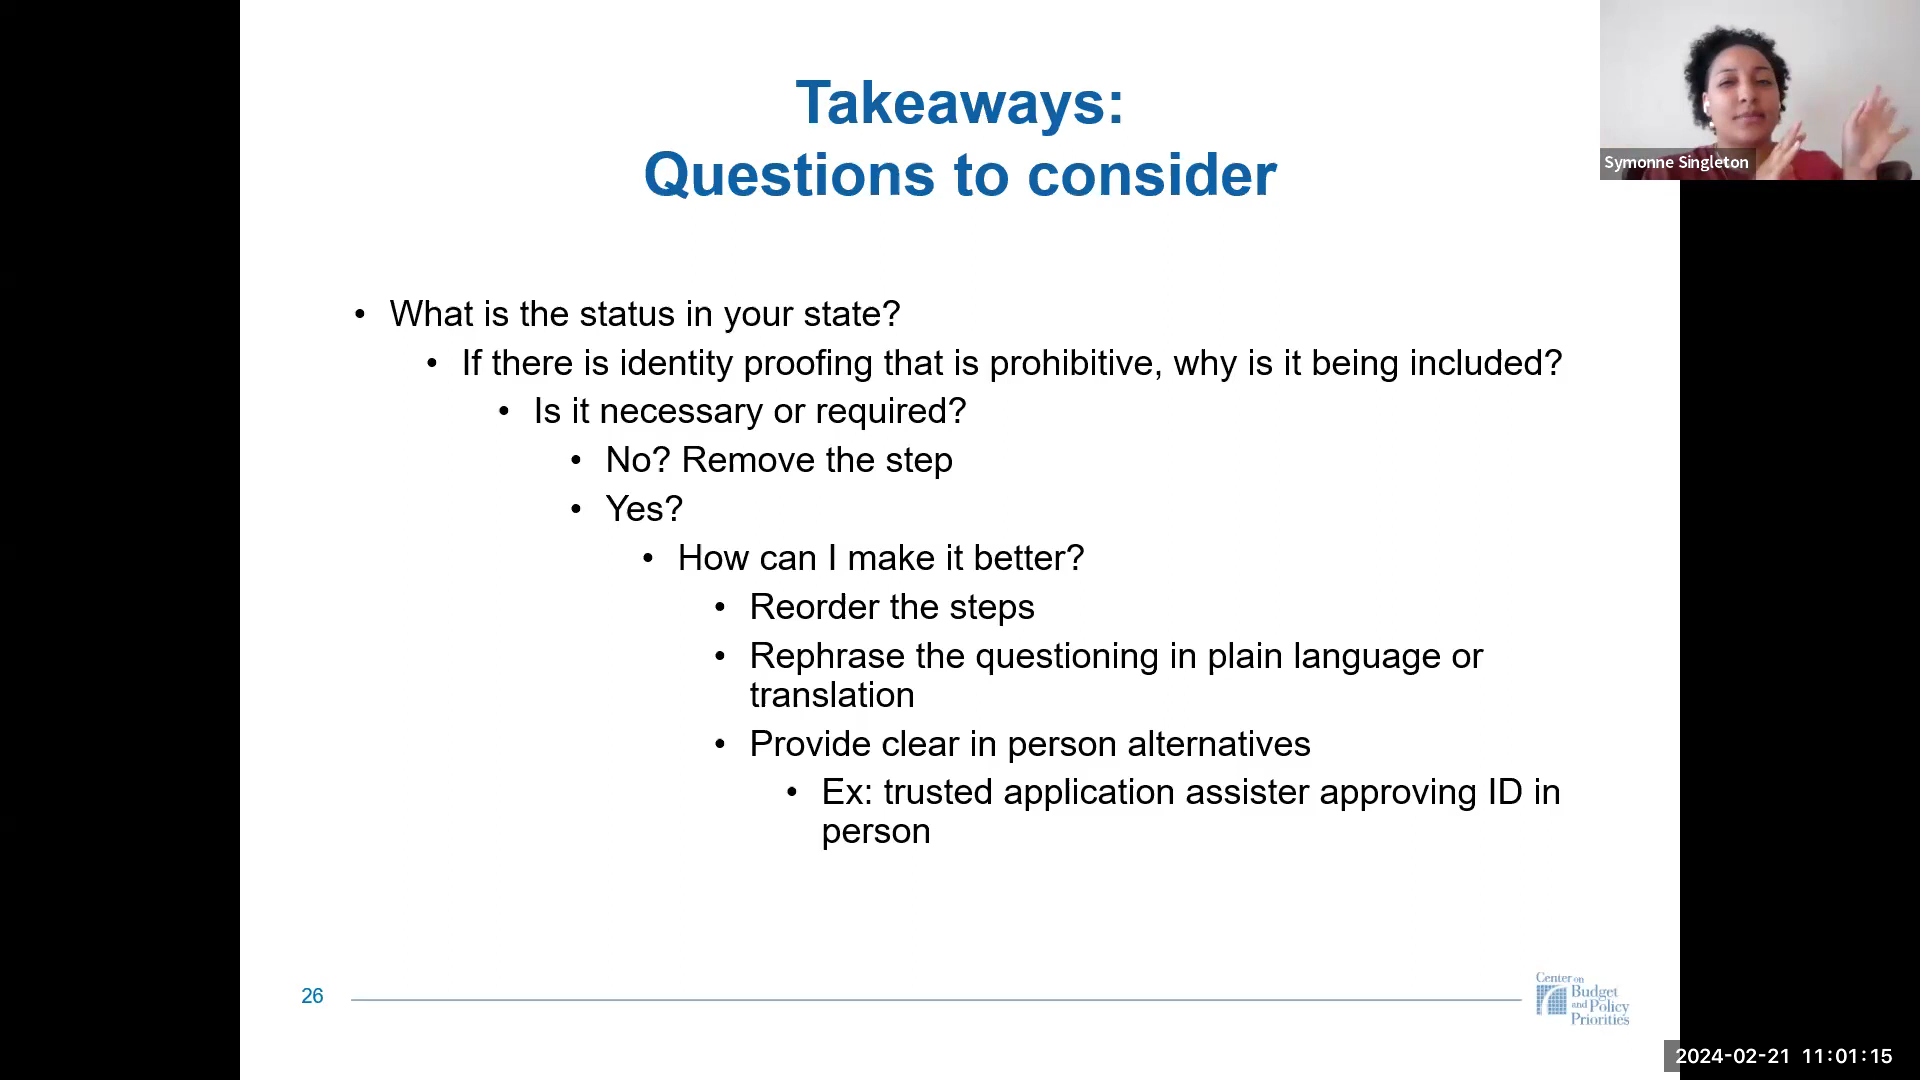 Takeaways:
Questions to consider
Symonne Singleton
• What is the status in your state?
• If there is identity proofing that is prohibitive, why is it being included?
• Is it necessary or required?
• No? Remove the step
• Yes?
• How can I make it better?
• Reorder the steps
• Rephrase the questioning in plain language or
translation
• Provide clear in person alternatives
• Ex: trusted application assister approving ID in
person
26
Center on
Budget
and Policy
Priorities
2024-02-21 11:01:15